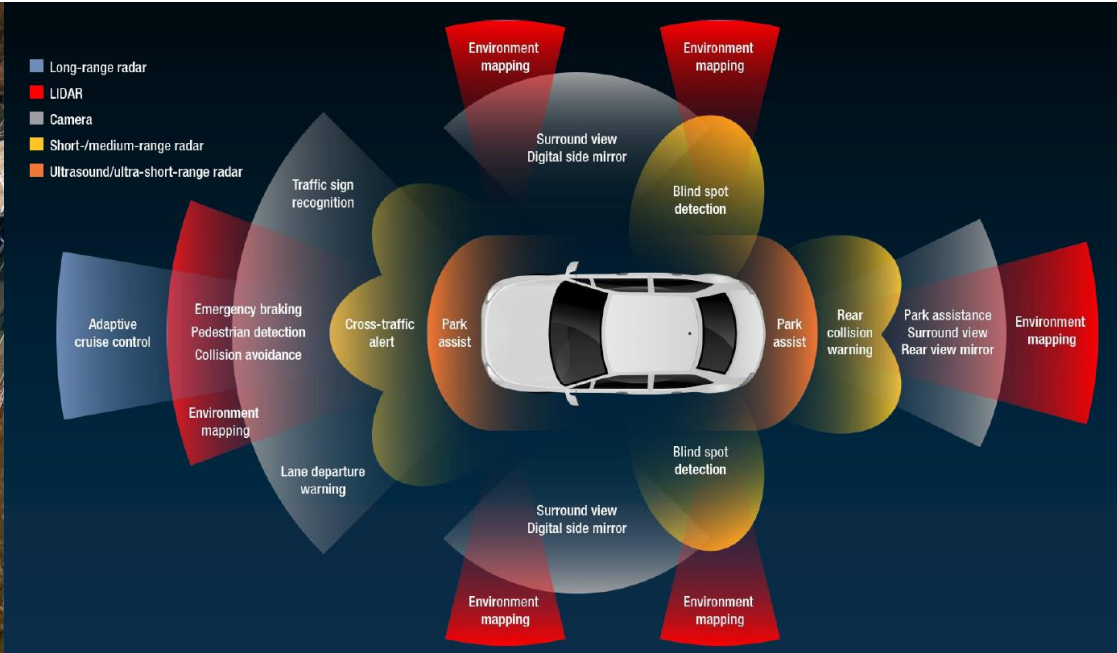 Long-range radar
LIDAR
Camera
Short-/medium-range radar
Ultrasound/ultra-short-range radar
Environment
mapping
Environment
mapping
Surround view
Digital side mirror
Traffic sign
recognition
Blind spot
detection
Adaptive
cruise control
Emergency braking
Pedestrian detection
Collision avoidance
Environment
mapping
Cross-traffic
alert
Park
assist
Park
assist
Rear
collision
warning
Park assistance
Surround view
Rear view mirror
Environment
mapping
Lane departure
warning
Blind spot
detection
Surround view
Digital side mirror
Environment
mapping
Environment
mapping